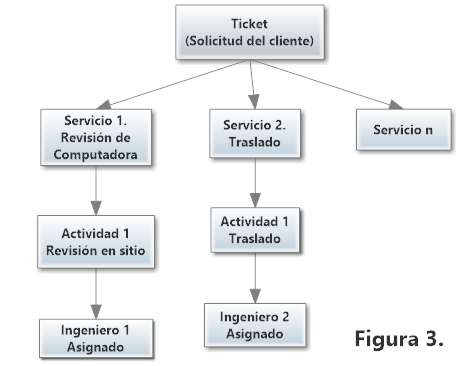 Ticket
(Solicitud del cliente)
Servicio 1.
Revisión de
Computadora
Servicio 2.
Traslado
Servicio n
Actividad 1
Revisión en sitio
Actividad 1
Traslado
Ingeniero 1
Asignado
Ingeniero 2
Asignado
Figura 3.